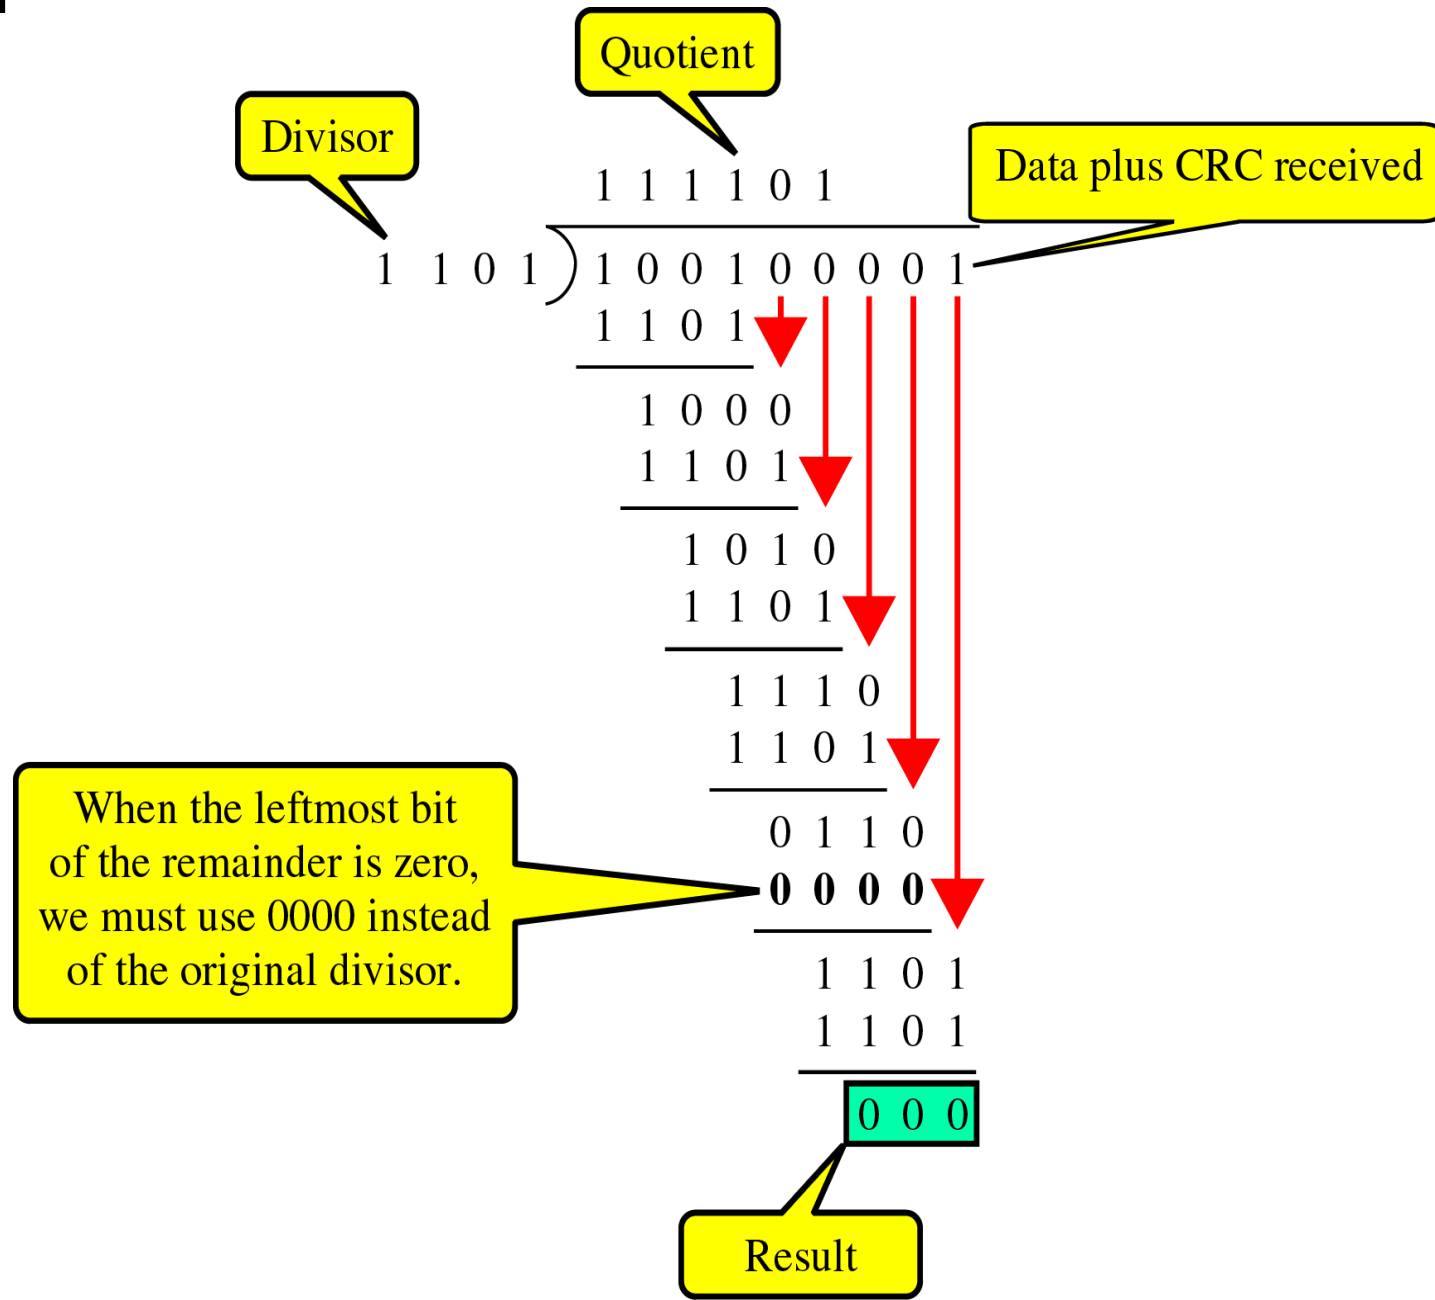 Quotient
Divisor
Data plus CRC received
1 1 1 1 0 1
1 1 0 1 1 0 0 1 0 0 0 0 1
1 1 0 1
1 0 0 0
1 1 0 1
1 0 1 0
1 1 0 1
1 1 1 0
1 1 0 1
When the leftmost bit
of the remainder is zero,
we must use 0000 instead
of the original divisor.
0 1 1 0
0 0 0 0
1 1 0 1
1 1 0 1
0 0 0
Result